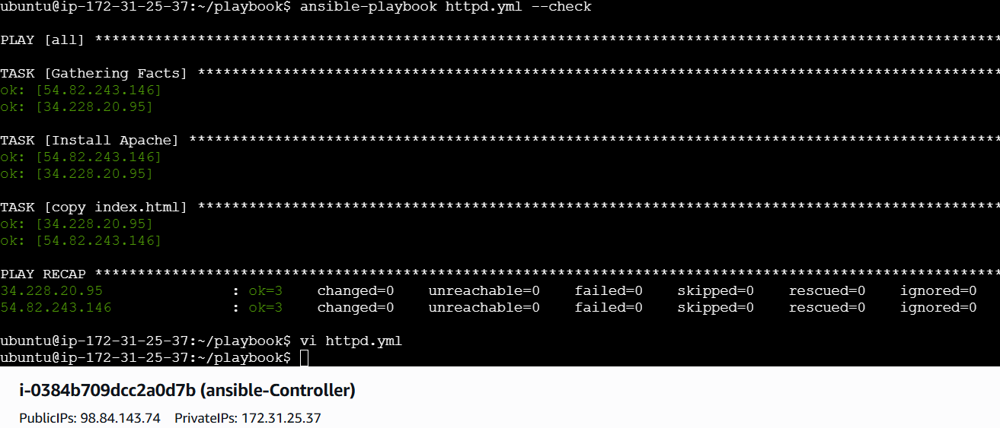 ubuntu@ip-172-31-25-37:~/playbook$ ansible-playbook httpd.yml --check
PLAY [all] *********************************************************************************************************
TASK [Gathering Facts] *********************************************************************************************
ok: [54.82.243.146]
ok: [34.228.20.95]
TASK [Install Apache] **********************************************************************************************
ok: [54.82.243.146]
ok: [34.228.20.95]
TASK [copy index.html] *********************************************************************************************
ok: [34.228.20.95]
ok: [54.82.243.146]
PLAY RECAP *********************************************************************************************************
34.228.20.95               : ok=3    changed=0    unreachable=0    failed=0    skipped=0    rescued=0    ignored=0
54.82.243.146              : ok=3    changed=0    unreachable=0    failed=0    skipped=0    rescued=0    ignored=0
ubuntu@ip-172-31-25-37:~/playbook$ vi httpd.yml
ubuntu@ip-172-31-25-37:~/playbook$
i-0384b709dcc2a0d7b (ansible-Controller)
PublicIPs: 98.84.143.74 PrivateIPs: 172.31.25.37